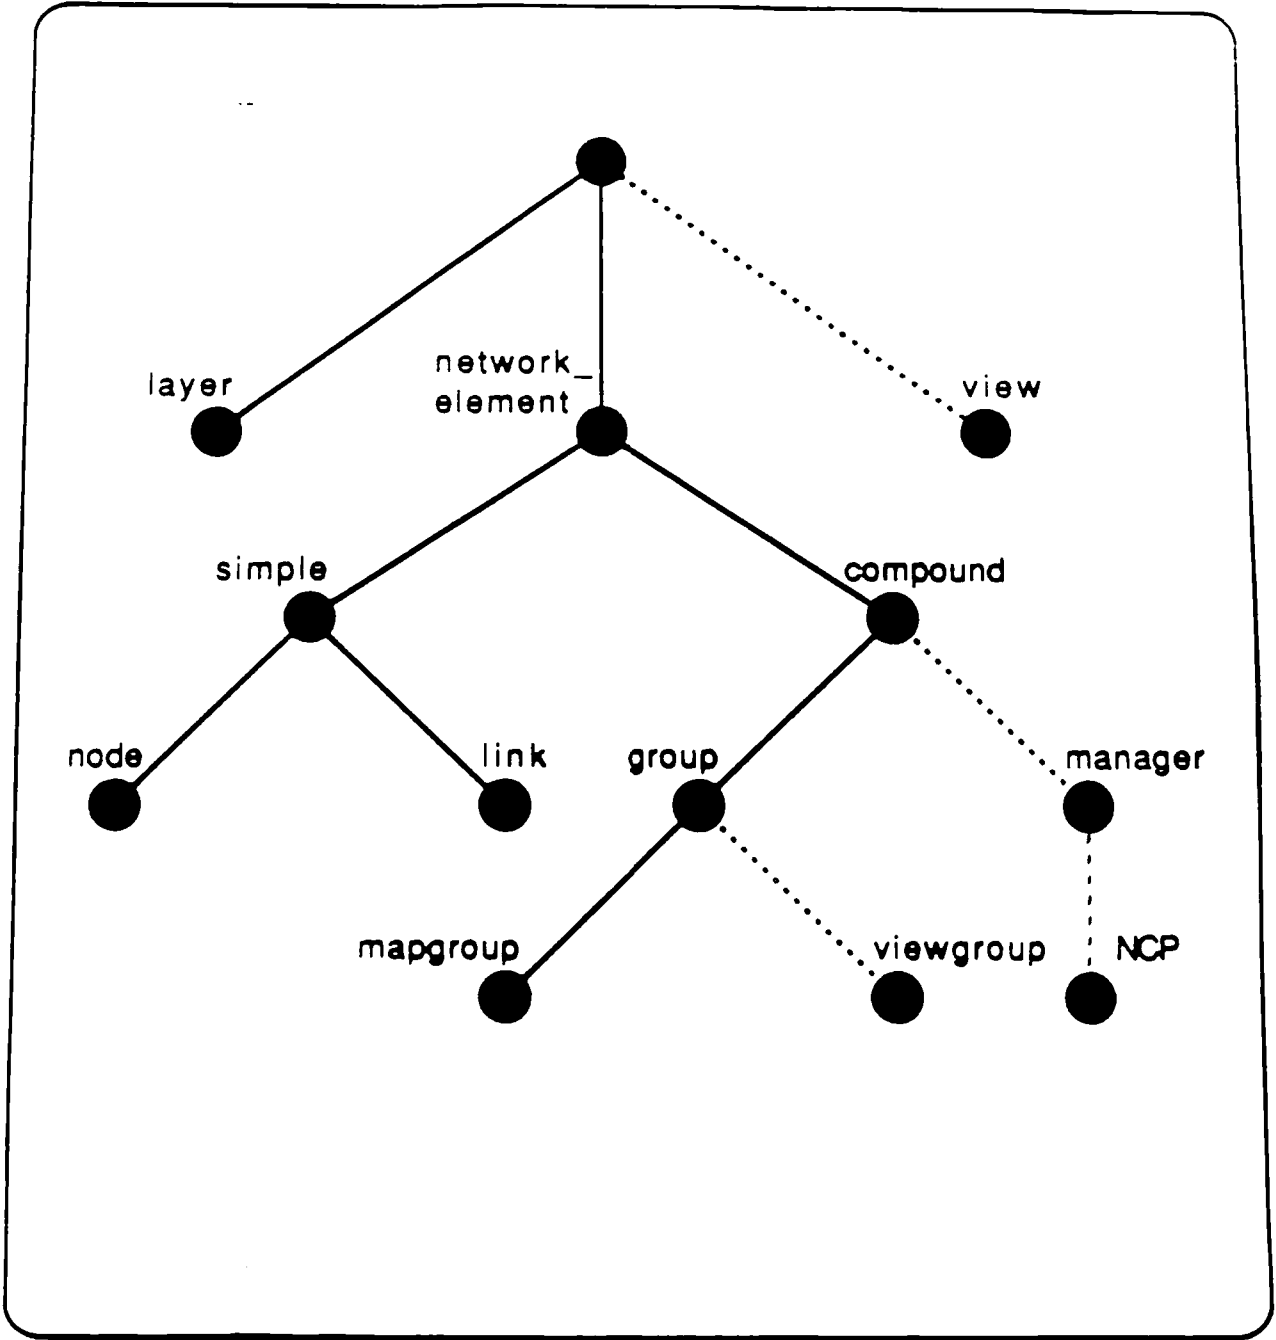 network_
element
layer
view
simple
compound
node
link
group
manager
mapgroup
viewgroup
NCP